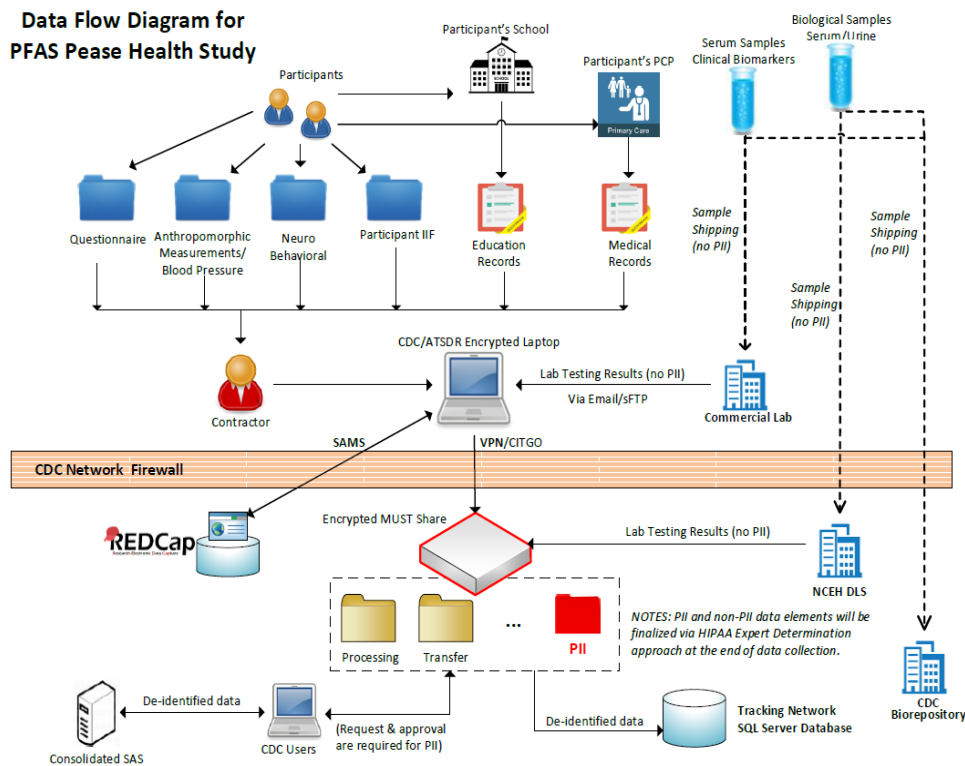 Data Flow Diagram for
PFAS Pease Health Study
Participants
Participant's School
SCHOOL
Participant's PCP
Primary Care
Serum Samples
Clinical Biomarkers
Biological Samples
Serum/Urine
Questionnaire
Anthropomorphic
Measurements/
Blood Pressure
Neuro
Behavioral
Participant IIF
Education
Records
Medical
Records
Sample
Shipping
(no PII)
Sample
Shipping
(no PII)
Sample
Shipping
(no PII)
CDC/ATSDR Encrypted Laptop
Contractor
Lab Testing Results (no PII)
Via Email/sFTP
Commercial Lab
SAMS
VPN/CITGO
CDC Network Firewall
REDCap
Research Electronic Data Capture
Encrypted MUST Share
Lab Testing Results (no PII)
NCEH DLS
Processing
Transfer
...
PII
NOTES: PII and non-PII data elements will be
finalized via HIPAA Expert Determination
approach at the end of data collection.
CDC
Biorepository
De-identified data
Consolidated SAS
CDC Users
(Request & approval
are required for PII)
De-identified data
Tracking Network
SQL Server Database